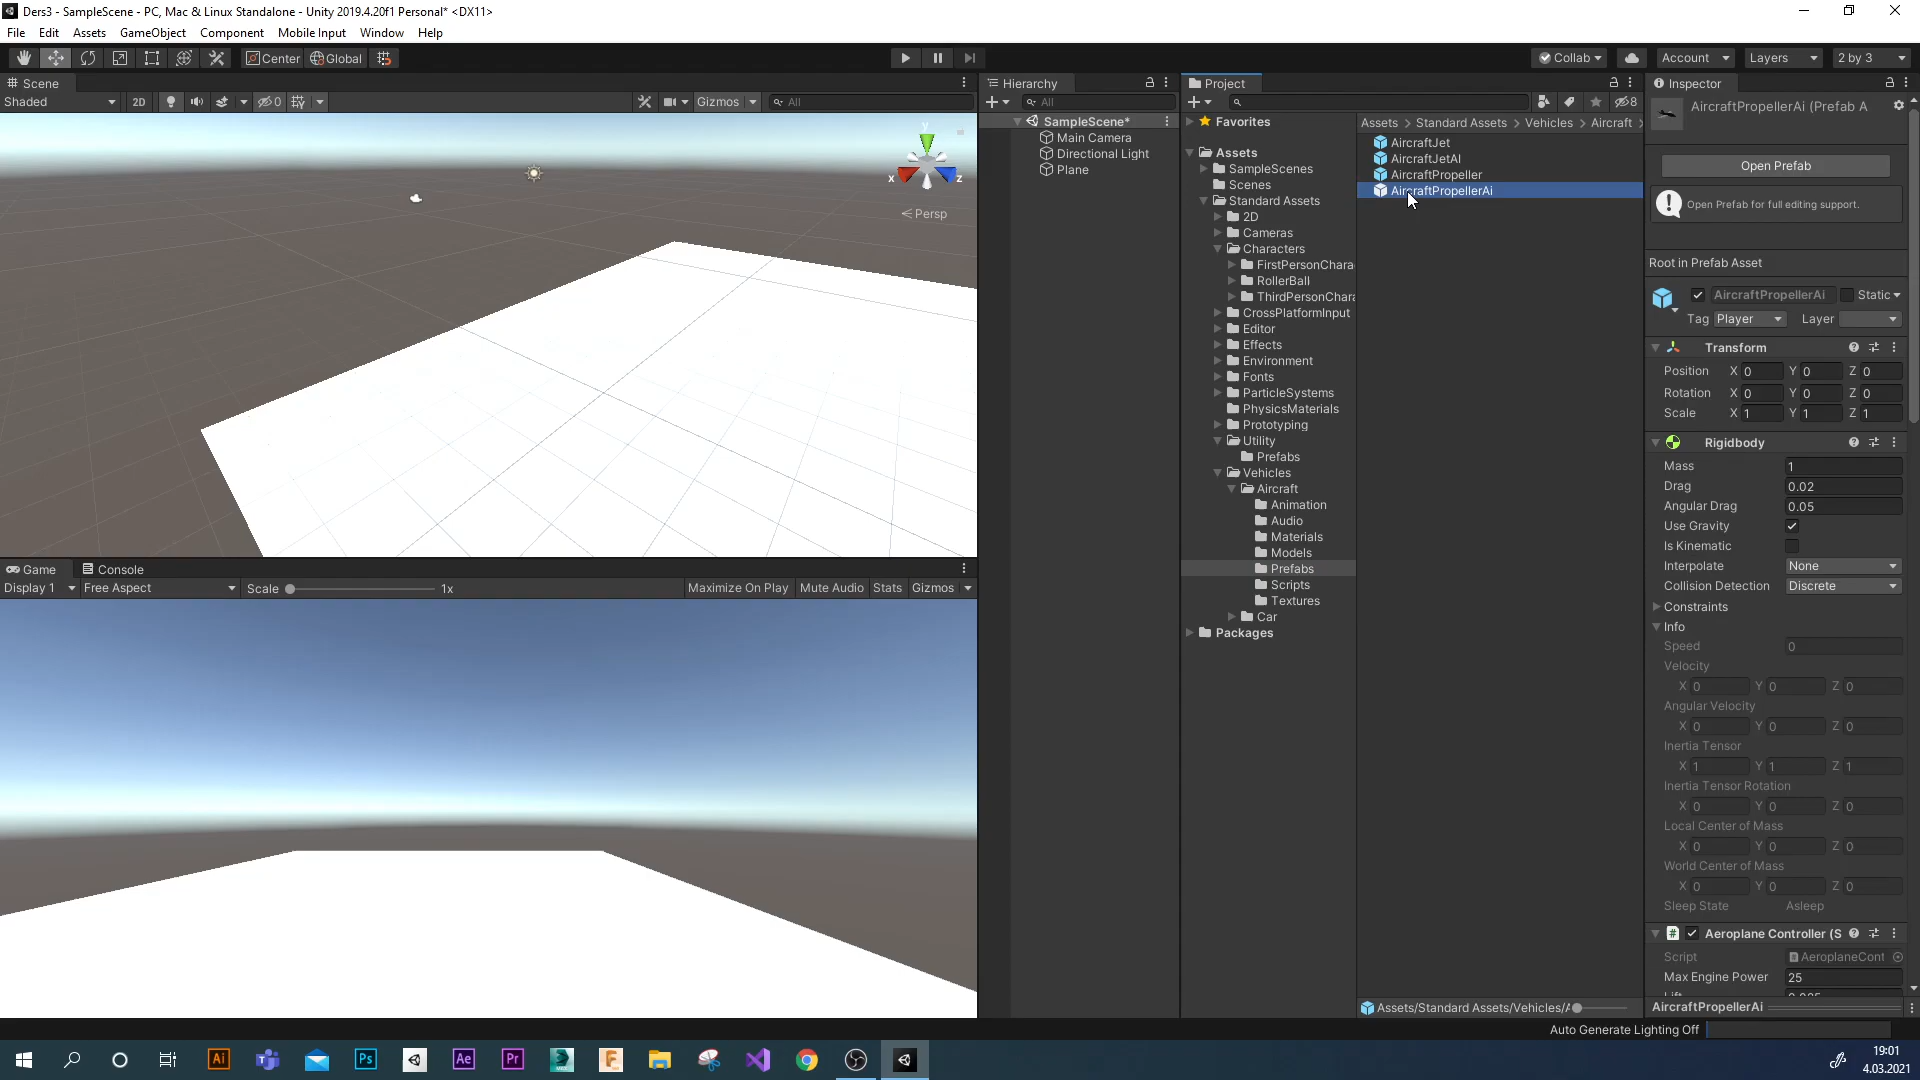 Ders3 - SampleScene - PC, Mac & Linux Standalone - Unity 2019.4.20f1 Personal* <DX11>
File Edit Assets GameObject Component Mobile Input Window Help
Center Global Collab Account Layers 2 by 3
Scene
Shaded 2D 0 Gizmos All
y
x z
Persp
Game Console
Display 1 Free Aspect Scale 1x Maximize On Play Mute Audio Stats Gizmos
Hierarchy
All
SampleScene*
Main Camera
Directional Light
Plane
Project
8
Favorites
Assets
SampleScenes
Scenes
Standard Assets
2D
Cameras
Characters
FirstPersonChara
RollerBall
ThirdPersonChara
CrossPlatformInput
Editor
Effects
Environment
Fonts
ParticleSystems
PhysicsMaterials
Prototyping
Utility
Prefabs
Vehicles
Aircraft
Animation
Audio
Materials
Models
Prefabs
Scripts
Textures
Car
Packages
Assets > Standard Assets > Vehicles > Aircraft >
AircraftJet
AircraftJetAI
AircraftPropeller
AircraftPropellerAi
Assets/Standard Assets/Vehicles/A
Inspector
AircraftPropellerAi (Prefab A
Open Prefab
Open Prefab for full editing support.
Root in Prefab Asset
AircraftPropellerAi Static
Tag Player Layer
Transform
Position X 0 Y 0 Z 0
Rotation X 0 Y 0 Z 0
Scale X 1 Y 1 Z 1
Rigidbody
Mass 1
Drag 0.02
Angular Drag 0.05
Use Gravity
Is Kinematic
Interpolate None
Collision Detection Discrete
Constraints
Info
Speed 0
Velocity
X 0 Y 0 Z 0
Angular Velocity
X 0 Y 0 Z 0
Inertia Tensor
X 1 Y 1 Z 1
Inertia Tensor Rotation
X 0 Y 0 Z 0
Local Center of Mass
X 0 Y 0 Z 0
World Center of Mass
X 0 Y 0 Z 0
Sleep State Asleep
# Aeroplane Controller (S
Script AeroplaneCont
Max Engine Power 25
AircraftPropellerAi
Auto Generate Lighting Off
Ai Ps Ae Pr
19:01
4.03.2021